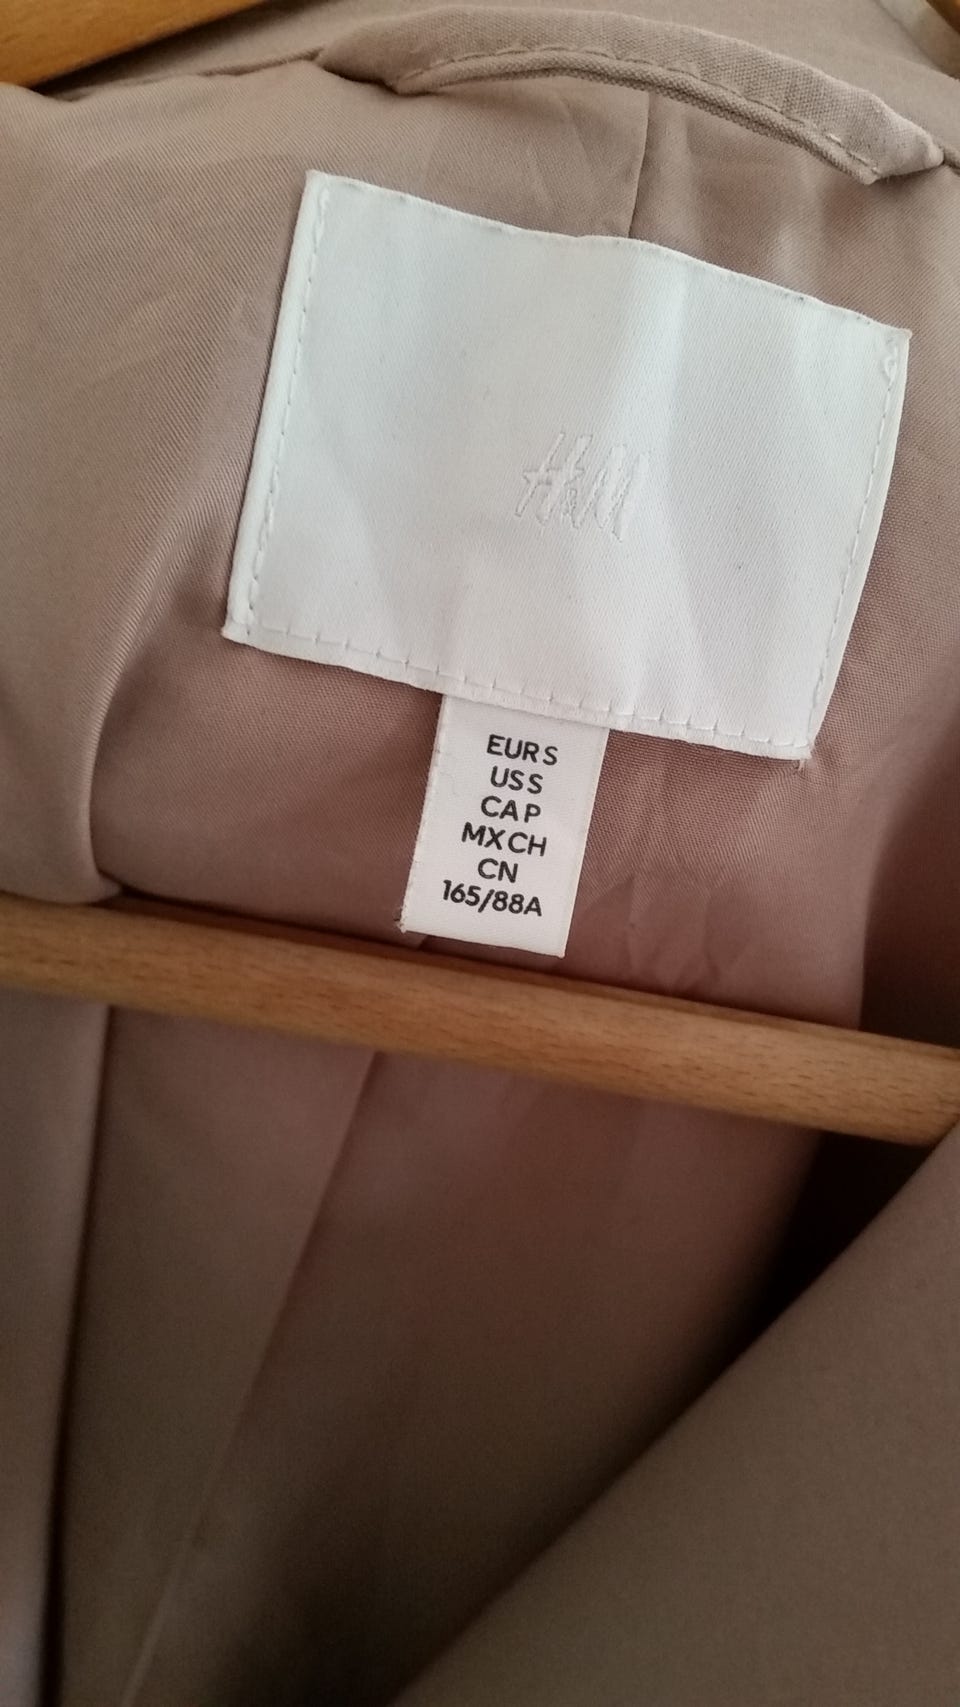 H&M
EUR S
US S
CA P
MX CH
CN
165/88A